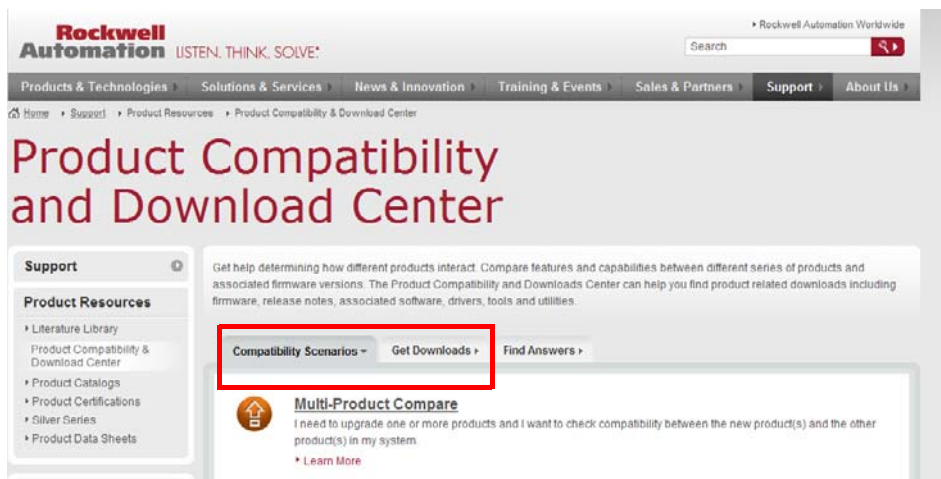 Rockwell
Automation LISTEN. THINK. SOLVE.®
Rockwell Automation Worldwide
Search
Products & Technologies
Solutions & Services
News & Innovation
Training & Events
Sales & Partners
Support
About Us
Home Support Product Resources Product Compatibility & Download Center
Product Compatibility
and Download Center
Support
Product Resources
Literature Library
Product Compatibility &
Download Center
Product Catalogs
Product Certifications
Silver Series
Product Data Sheets
Get help determining how different products interact. Compare features and capabilities between different series of products and
associated firmware versions. The Product Compatibility and Downloads Center can help you find product related downloads including
firmware, release notes, associated software, drivers, tools and utilities.
Compatibility Scenarios
Get Downloads
Find Answers
Multi-Product Compare
I need to upgrade one or more products and I want to check compatibility between the new product(s) and the other
product(s) in my system.
Learn More